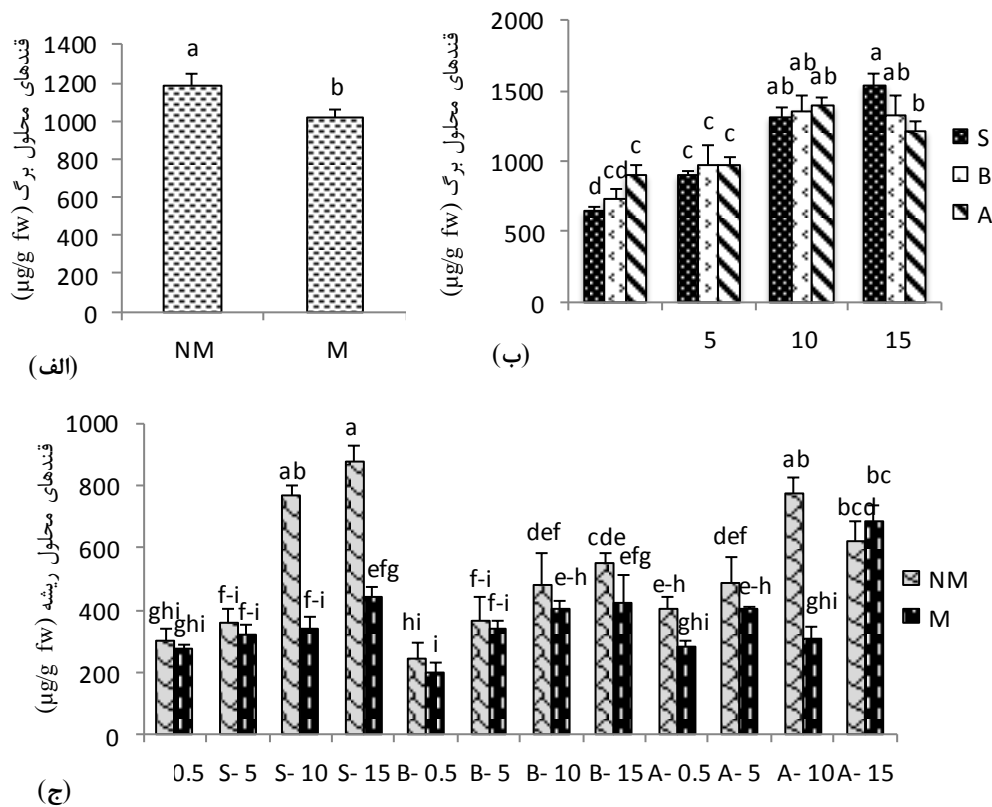 قندهای محلول برگ (µg/g fw)
1400
1200
1000
800
600
400
200
0
a
b
NM
M
(الف)
قندهای محلول برگ (µg/g fw)
2000
1500
1000
500
0
d cd c
c c c
ab ab ab
a ab b
5 10 15
S
B
A
(ب)
قندهای محلول ریشه (µg/g fw)
1000
800
600
400
200
0
ghi ghi
f-i f-i
ab f-i
a efg
hi i
f-i f-i
def e-h
cde efg
e-h ghi
def e-h
ab ghi
bcd bc
0.5 S- 5 S- 10 S- 15 B- 0.5 B- 5 B- 10 B- 15 A- 0.5 A- 5 A- 10 A- 15
NM
M
(ج)